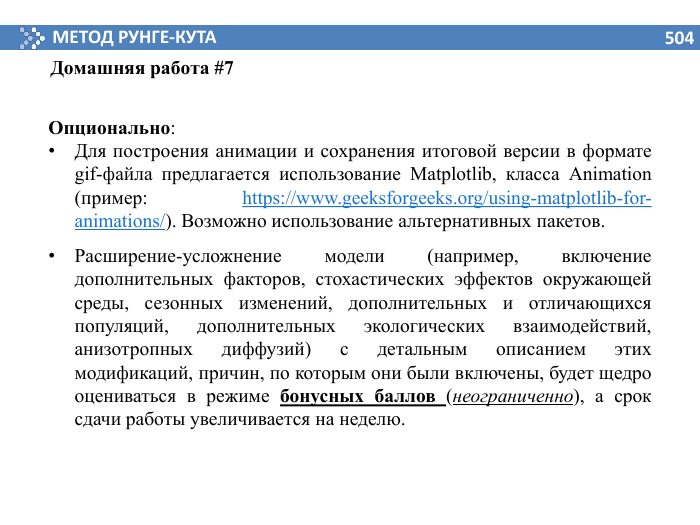 МЕТОД РУНГЕ-КУТА
504
Домашняя работа #7
Опционально:
• Для построения анимации и сохранения итоговой версии в формате
gif-файла предлагается использование Matplotlib, класса Animation
(пример: https://www.geeksforgeeks.org/using-matplotlib-for-
animations/). Возможно использование альтернативных пакетов.
• Расширение-усложнение модели (например, включение
дополнительных факторов, стохастических эффектов окружающей
среды, сезонных изменений, дополнительных и отличающихся
популяций, дополнительных экологических взаимодействий,
анизотропных диффузий) с детальным описанием этих
модификаций, причин, по которым они были включены, будет щедро
оцениваться в режиме бонусных баллов (неограниченно), а срок
сдачи работы увеличивается на неделю.